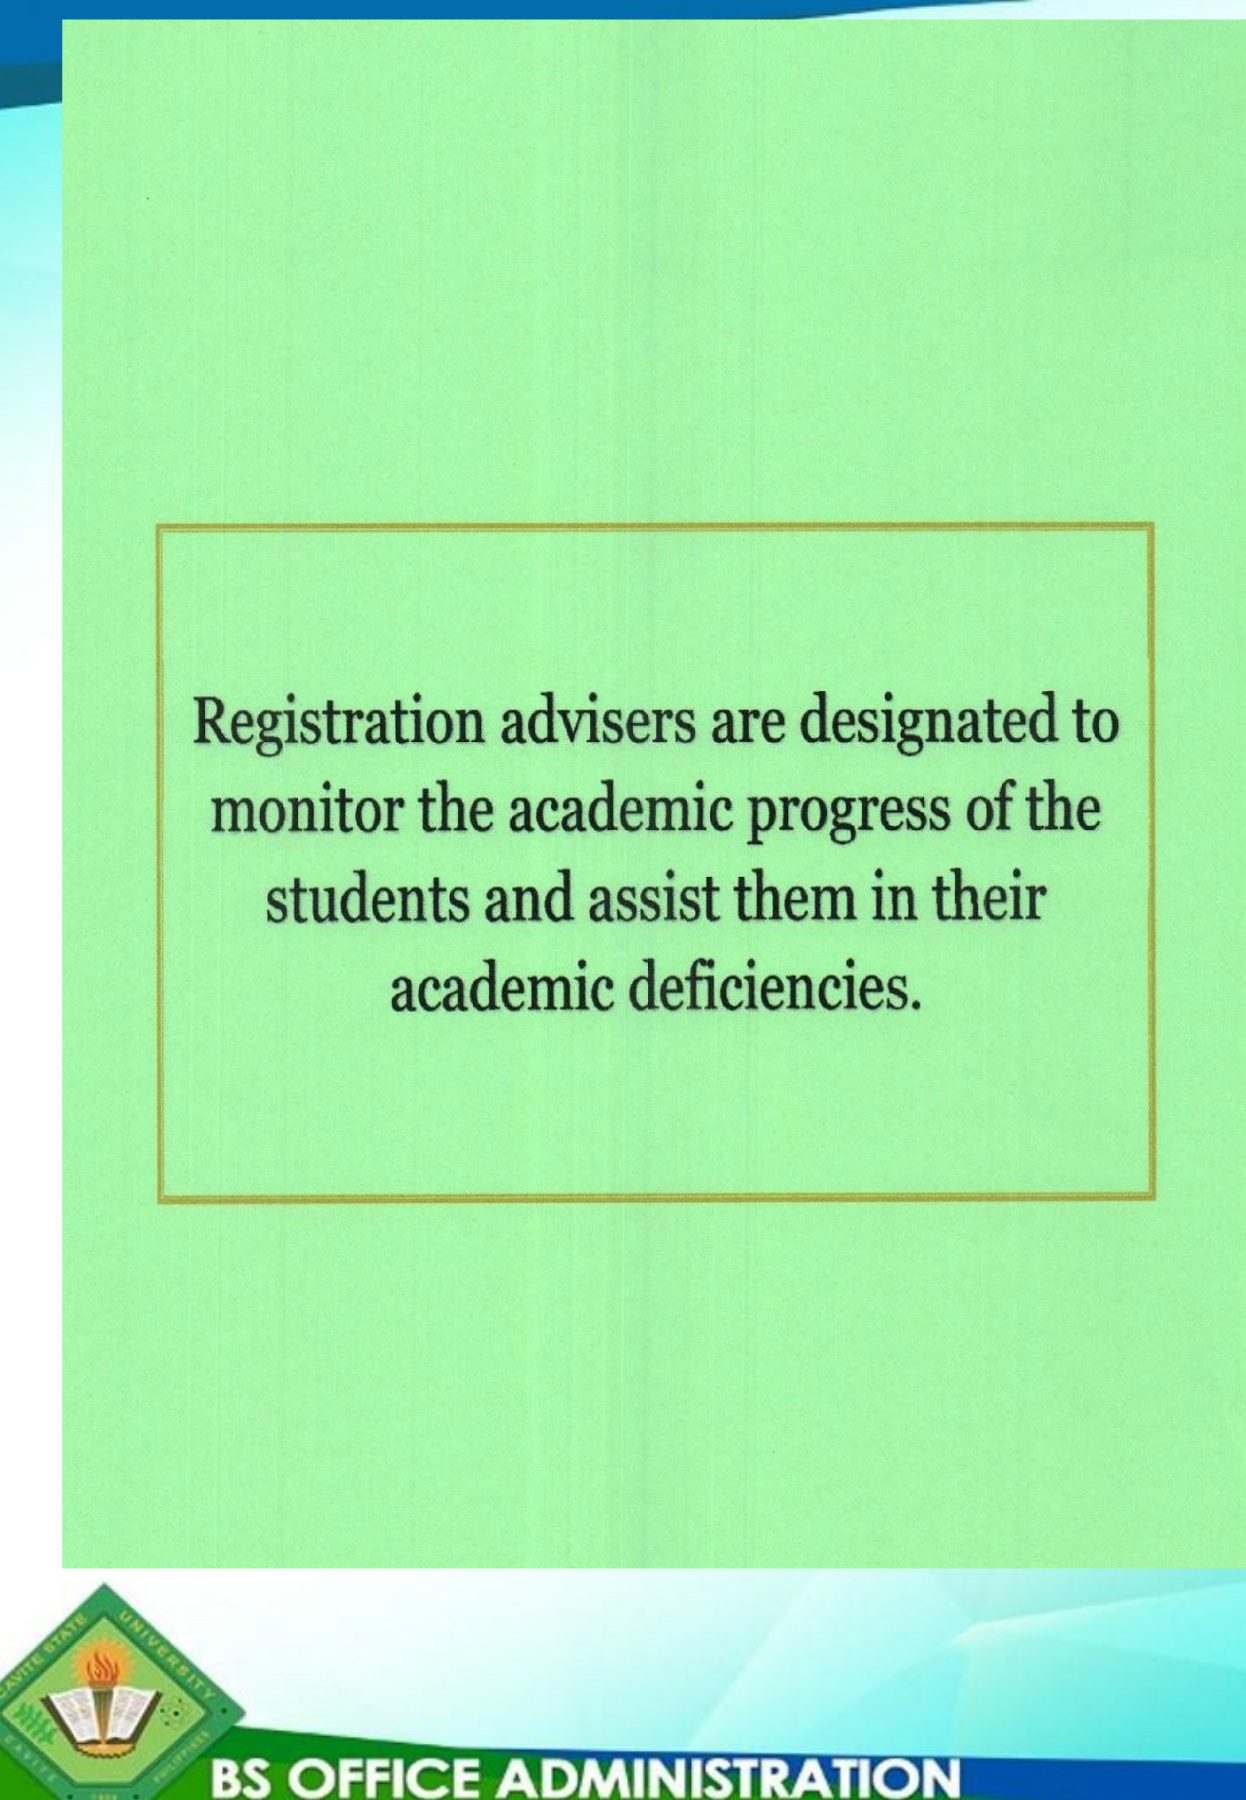 Registration advisers are designated to
monitor the academic progress of the
students and assist them in their
academic deficiencies.
CAVITE STATE
UNIVERSITY
CAVITE
PHILIPPINES
BS OFFICE ADMINISTRATION